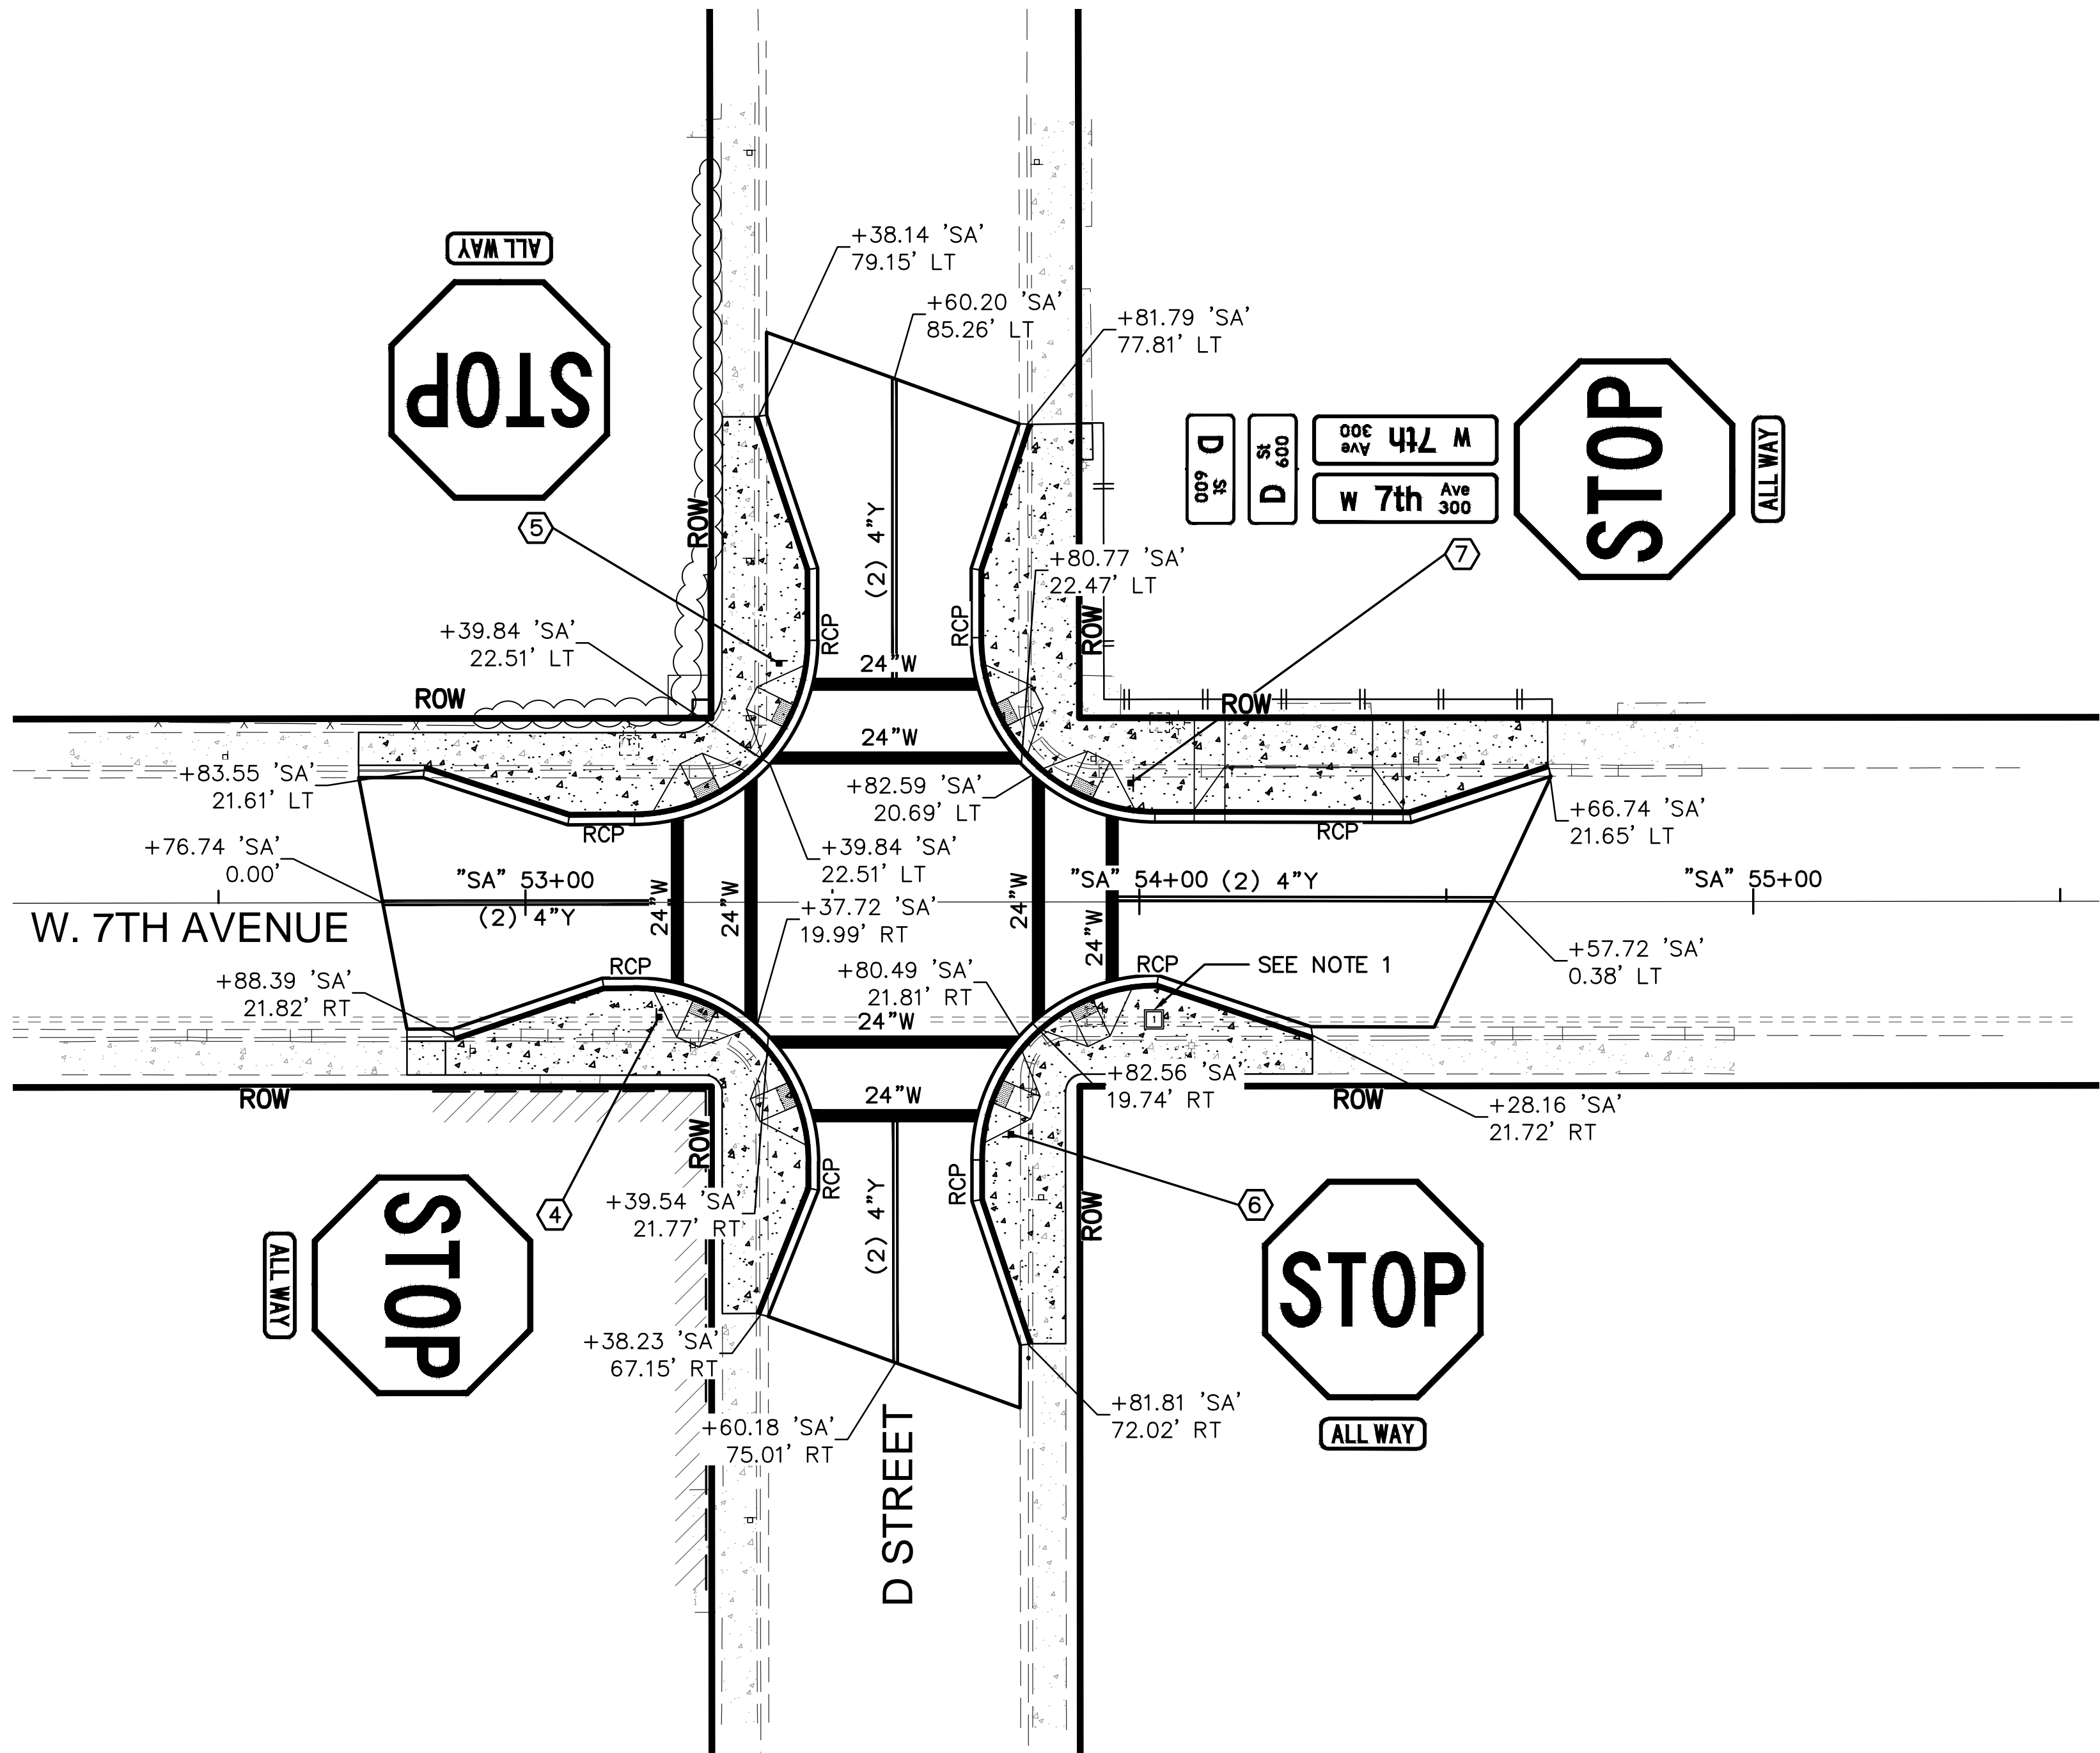 ALL WAY
STOP
+38.14 'SA'
79.15' LT
+60.20 'SA'
85.26' LT
+81.79 'SA'
77.81' LT
D St 600
D St 600
W 7th Ave 300
W 7th Ave 300
STOP
ALL WAY
5
7
ROW
(2) 4"Y
+80.77 'SA'
22.47' LT
+39.84 'SA'
22.51' LT
RCP
RCP
ROW
24"W
ROW
ROW
24"W
+83.55 'SA'
21.61' LT
+82.59 'SA'
20.69' LT
+66.74 'SA'
21.65' LT
RCP
RCP
+76.74 'SA'
0.00'
+39.84 'SA'
22.51' LT
"SA" 53+00
(2) 4"Y
24"W
24"W
24"W
24"W
"SA" 54+00 (2) 4"Y
"SA" 55+00
W. 7TH AVENUE
+37.72 'SA'
19.99' RT
+57.72 'SA'
0.38' LT
RCP
RCP
SEE NOTE 1
+88.39 'SA'
21.82' RT
+80.49 'SA'
21.81' RT
1
24"W
+82.56 'SA'
19.74' RT
24"W
ROW
ROW
+28.16 'SA'
21.72' RT
ROW
RCP
RCP
ROW
STOP
ALL WAY
4
+39.54 'SA'
21.77' RT
(2) 4"Y
6
STOP
ALL WAY
+38.23 'SA'
67.15' RT
+81.81 'SA'
72.02' RT
+60.18 'SA'
75.01' RT
D STREET